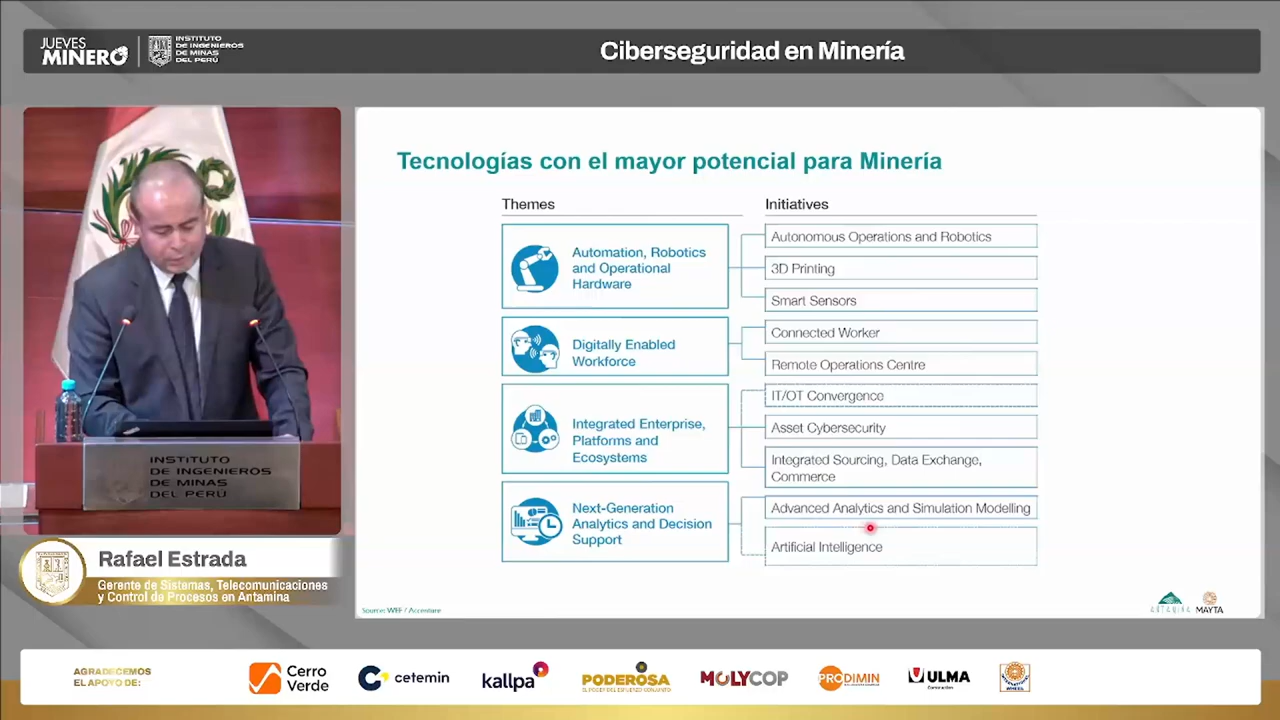 JUEVES
MINERO
INSTITUTO
DE INGENIEROS
DE MINAS
DEL PERÚ
Ciberseguridad en Minería
Tecnologías con el mayor potencial para Minería
Themes
Initiatives
Automation, Robotics
and Operational
Hardware
Autonomous Operations and Robotics
3D Printing
Smart Sensors
Digitally Enabled
Workforce
Connected Worker
Remote Operations Centre
Integrated Enterprise,
Platforms and
Ecosystems
IT/OT Convergence
Asset Cybersecurity
Integrated Sourcing, Data Exchange,
Commerce
Next-Generation
Analytics and Decision
Support
Advanced Analytics and Simulation Modelling
Artificial Intelligence
Source: WEF / Accenture
ANTAMINA
MAYTA
INSTITUTO
DE INGENIEROS
DE MINAS
DEL PERÚ
Rafael Estrada
Gerente de Sistemas, Telecomunicaciones
y Control de Procesos en Antamina
AGRADECEMOS
EL APOYO DE:
Cerro
Verde
cetemin
kallpa
PODEROSA
MOLYCOP
PRODIMIN
ULMA